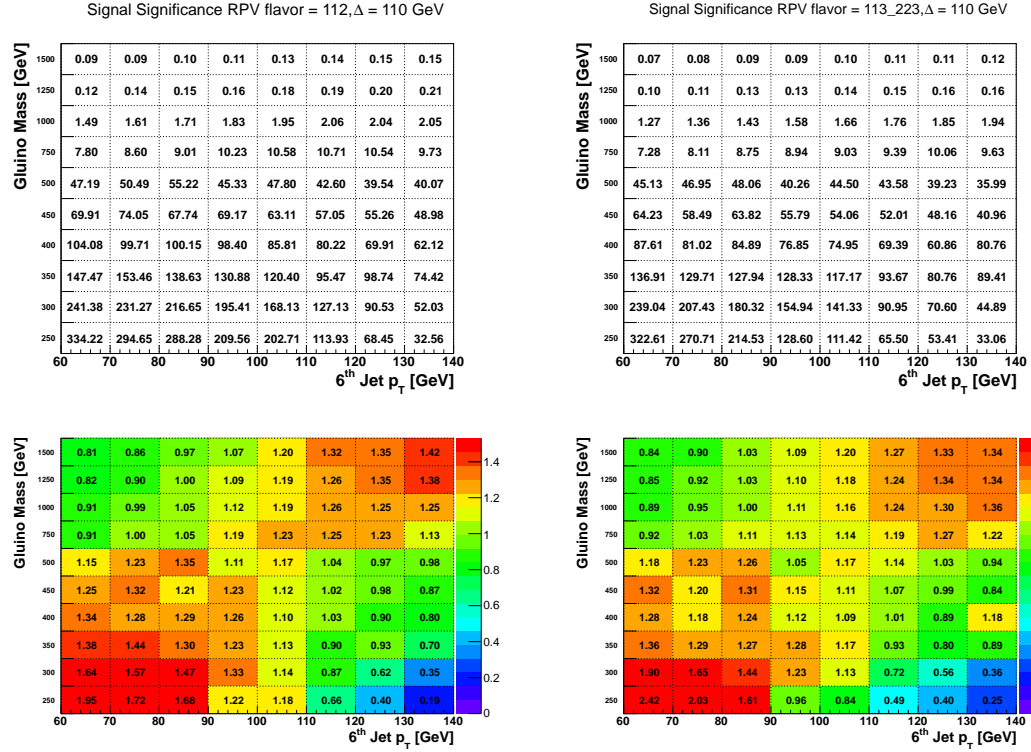 Signal Significance RPV flavor = 112,Δ = 110 GeV
Gluino Mass [GeV]
1500 0.09 0.09 0.10 0.11 0.13 0.14 0.15 0.15
1250 0.12 0.14 0.15 0.16 0.18 0.19 0.20 0.21
1000 1.49 1.61 1.71 1.83 1.95 2.06 2.04 2.05
750 7.80 8.60 9.01 10.23 10.58 10.71 10.54 9.73
500 47.19 50.49 55.22 45.33 47.80 42.60 39.54 40.07
450 69.91 74.05 67.74 69.17 63.11 57.05 55.26 48.98
400 104.08 99.71 100.15 98.40 85.81 80.22 69.91 62.12
350 147.47 153.46 138.63 130.88 120.40 95.47 98.74 74.42
300 241.38 231.27 216.65 195.41 168.13 127.13 90.53 52.03
250 334.22 294.65 288.28 209.56 202.71 113.93 68.45 32.56
60 70 80 90 100 110 120 130 140
6th Jet pT [GeV]
Signal Significance RPV flavor = 113_223,Δ = 110 GeV
Gluino Mass [GeV]
1500 0.07 0.08 0.09 0.09 0.10 0.11 0.11 0.12
1250 0.10 0.11 0.13 0.13 0.14 0.15 0.16 0.16
1000 1.27 1.36 1.43 1.58 1.66 1.76 1.85 1.94
750 7.28 8.11 8.75 8.94 9.03 9.39 10.06 9.63
500 45.13 46.95 48.06 40.26 44.50 43.58 39.23 35.99
450 64.23 58.49 63.82 55.79 54.06 52.01 48.16 40.96
400 87.61 81.02 84.89 76.85 74.95 69.39 60.86 80.76
350 136.91 129.71 127.94 128.33 117.17 93.67 80.76 89.41
300 239.04 207.43 180.32 154.94 141.33 90.95 70.60 44.89
250 322.61 270.71 214.53 128.60 111.42 65.50 53.41 33.06
60 70 80 90 100 110 120 130 140
6th Jet pT [GeV]
Gluino Mass [GeV]
1500 0.81 0.86 0.97 1.07 1.20 1.32 1.35 1.42
1250 0.82 0.90 1.00 1.09 1.19 1.26 1.35 1.38
1000 0.91 0.99 1.05 1.12 1.19 1.26 1.25 1.25
750 0.91 1.00 1.05 1.19 1.23 1.25 1.23 1.13
500 1.15 1.23 1.35 1.11 1.17 1.04 0.97 0.98
450 1.25 1.32 1.21 1.23 1.12 1.02 0.98 0.87
400 1.34 1.28 1.29 1.26 1.10 1.03 0.90 0.80
350 1.38 1.44 1.30 1.23 1.13 0.90 0.93 0.70
300 1.64 1.57 1.47 1.33 1.14 0.87 0.62 0.35
250 1.95 1.72 1.68 1.22 1.18 0.66 0.40 0.19
60 70 80 90 100 110 120 130 140
6th Jet pT [GeV]
1.4
1.2
1
0.8
0.6
0.4
0.2
0
Gluino Mass [GeV]
1500 0.84 0.90 1.03 1.09 1.20 1.27 1.33 1.34
1250 0.85 0.92 1.03 1.10 1.18 1.24 1.34 1.34
1000 0.89 0.95 1.00 1.11 1.16 1.24 1.30 1.36
750 0.92 1.03 1.11 1.13 1.14 1.19 1.27 1.22
500 1.18 1.23 1.26 1.05 1.17 1.14 1.03 0.94
450 1.32 1.20 1.31 1.15 1.11 1.07 0.99 0.84
400 1.28 1.18 1.24 1.12 1.09 1.01 0.89 1.18
350 1.36 1.29 1.27 1.28 1.17 0.93 0.80 0.89
300 1.90 1.65 1.44 1.23 1.13 0.72 0.56 0.36
250 2.42 2.03 1.61 0.96 0.84 0.49 0.40 0.25
60 70 80 90 100 110 120 130 140
6th Jet pT [GeV]